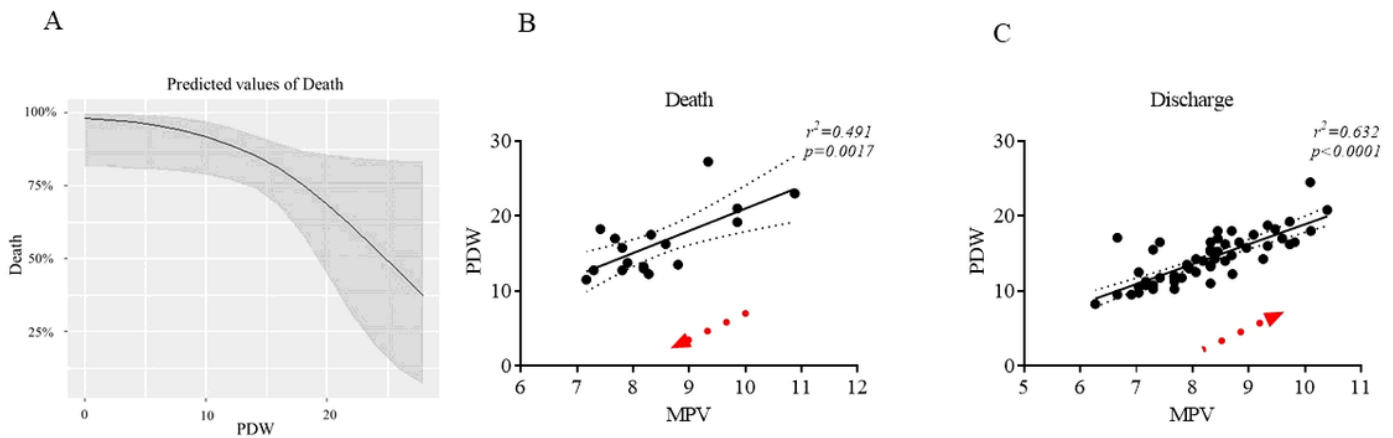 A
Predicted values of Death
100%
75%
50%
25%
Death
0
10
20
PDW
B
Death
r²=0.491
p=0.0017
30
20
10
0
PDW
6
7
8
9
10
11
12
MPV
C
Discharge
r²=0.632
p<0.0001
30
20
10
0
PDW
5
6
7
8
9
10
11
MPV